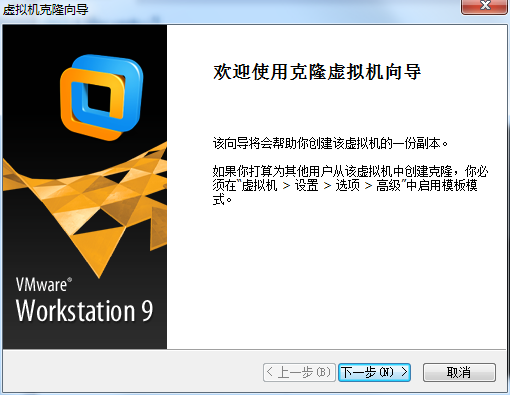 虚拟机克隆向导
欢迎使用克隆虚拟机向导
该向导将会帮助你创建该虚拟机的一份副本。
如果你打算为其他用户从该虚拟机中创建克隆，你必
须在"虚拟机 > 设置 > 选项 > 高级"中启用模板模
式。
VMware®
Workstation 9
< 上一步(B)
下一步(N) >
取消